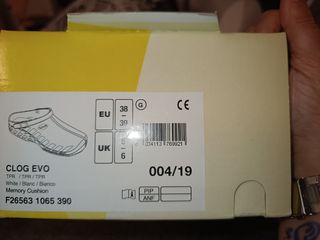 EU
38
39
UK
6
G
CE
CLOG EVO
TPR / TPR / TPR
White / Blanc / Bianco
Memory Cushion
F26563 1065 390
004/19
PIP
ANF